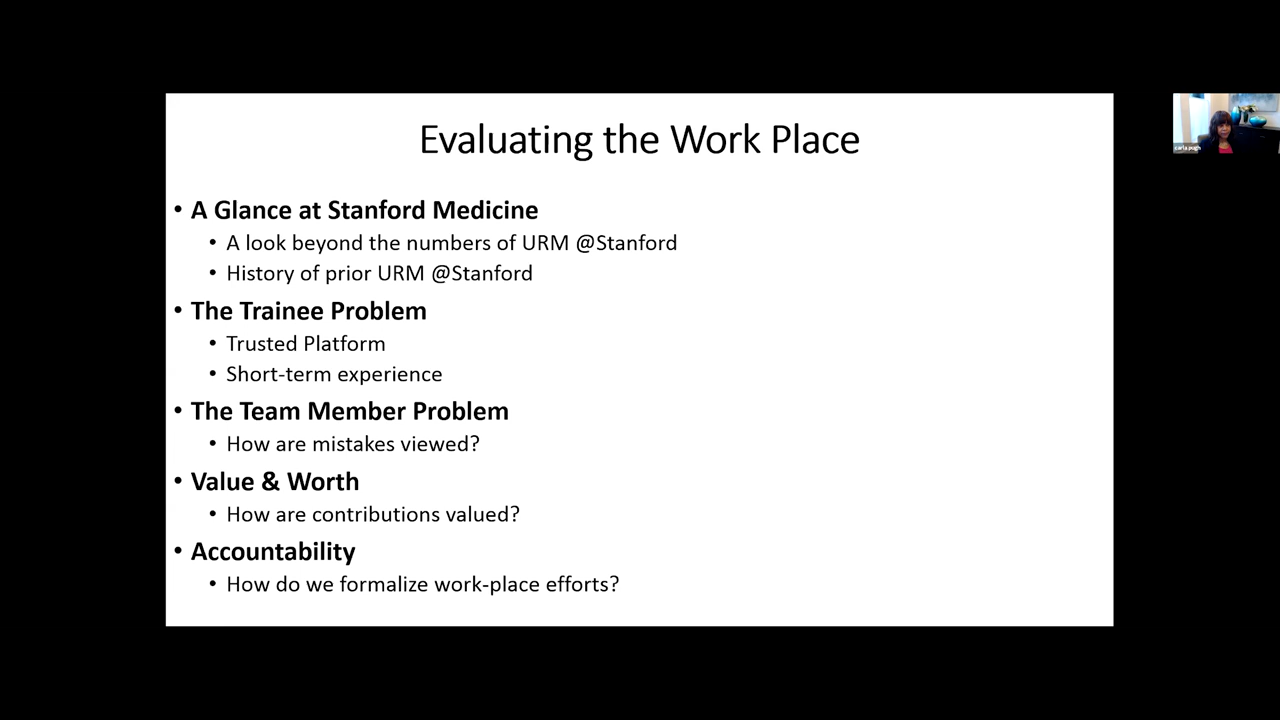 Evaluating the Work Place
• A Glance at Stanford Medicine
• A look beyond the numbers of URM @Stanford
• History of prior URM @Stanford
• The Trainee Problem
• Trusted Platform
• Short-term experience
• The Team Member Problem
• How are mistakes viewed?
• Value & Worth
• How are contributions valued?
• Accountability
• How do we formalize work-place efforts?
carla pugh